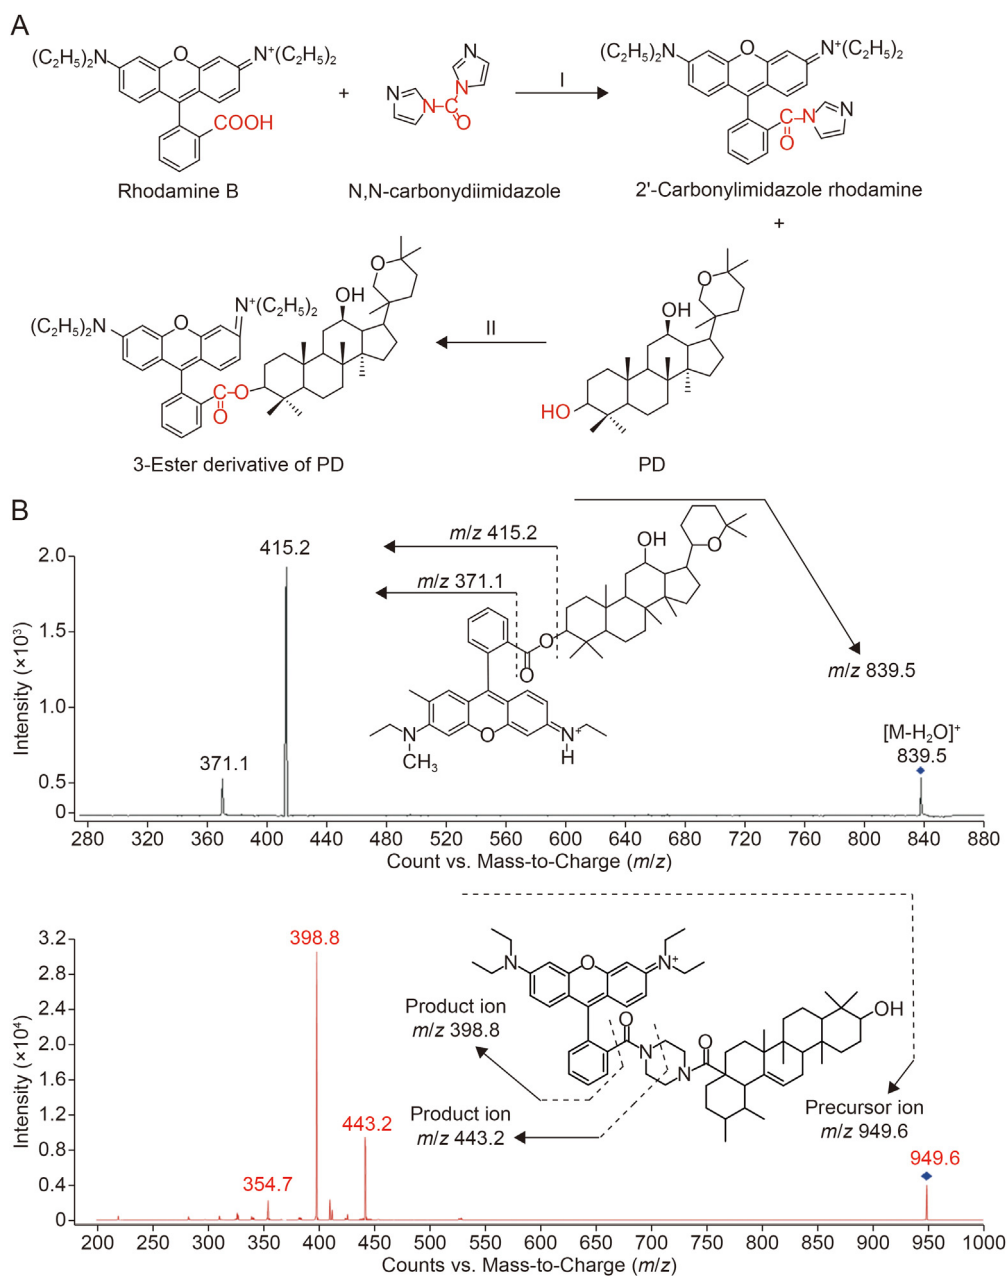 A
(C₂H₅)₂N
O
N⁺(C₂H₅)₂
COOH
Rhodamine B
+
N
N
N
N
C
O
N,N-carbonydiimidazole
I
(C₂H₅)₂N
O
N⁺(C₂H₅)₂
C
N
N
O
2'-Carbonylimidazole rhodamine
+
O
OH
HO
PD
II
O
OH
N⁺(C₂H₅)₂
(C₂H₅)₂N
O
C
O
O
3-Ester derivative of PD
B
m/z 415.2
m/z 371.1
OH
O
O
O
m/z 839.5
N
CH₃
O
N⁺
H
415.2
371.1
[M-H₂O]⁺
839.5
Intensity (×10³)
2.0
1.5
1.0
0.5
0
280 320 360 400 440 480 520 560 600 640 680 720 760 800 840 880
Count vs. Mass-to-Charge (m/z)
398.8
443.2
354.7
949.6
N
O
N⁺
Product ion
m/z 398.8
O
N
N
O
OH
Product ion
m/z 443.2
Precursor ion
m/z 949.6
Intensity (×10⁴)
3.2
2.8
2.4
2.0
1.6
1.2
0.8
0.4
0
200 250 300 350 400 450 500 550 600 650 700 750 800 850 900 950 1000
Counts vs. Mass-to-Charge (m/z)